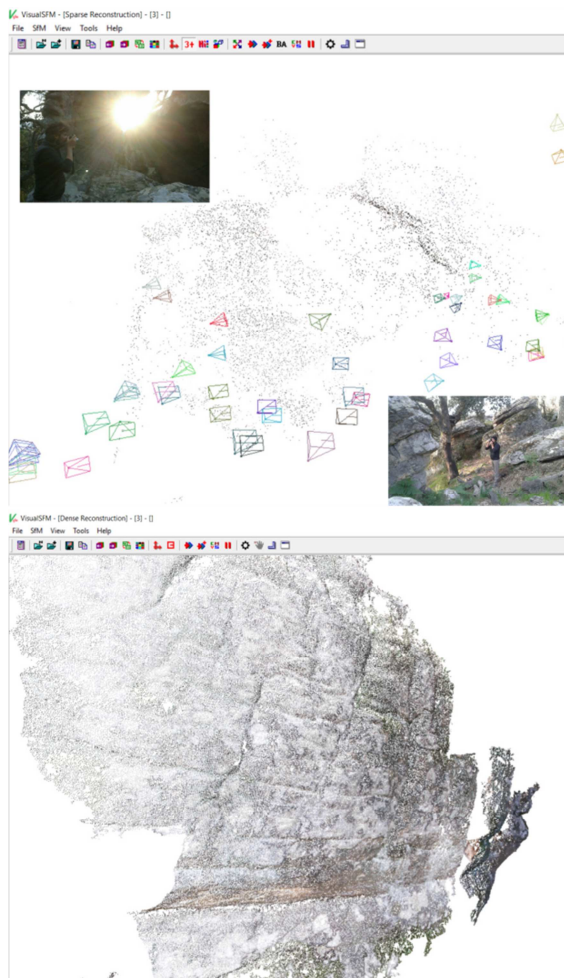 VisualSFM - [Sparse Reconstruction] - [3] - []
File SfM View Tools Help
3+ BA
VisualSFM - [Dense Reconstruction] - [3] - []
File SfM View Tools Help